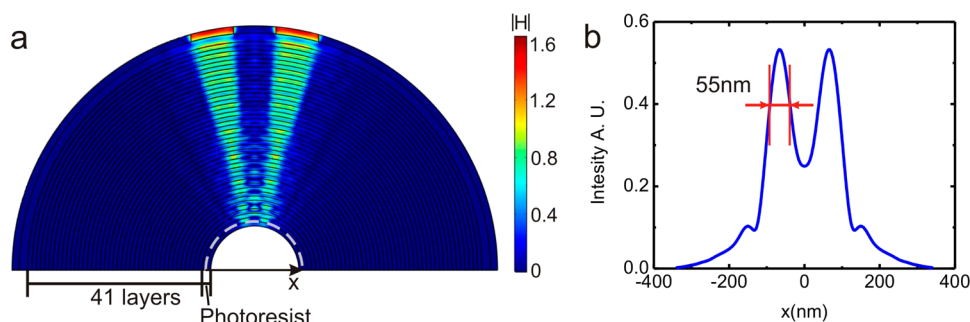 a
|H|
1.6
1.2
0.8
0.4
0
x
41 layers
Photoresist
b
0.6
0.4
0.2
0.0
Intesity A. U.
55nm
-400
-200
0
200
400
x(nm)